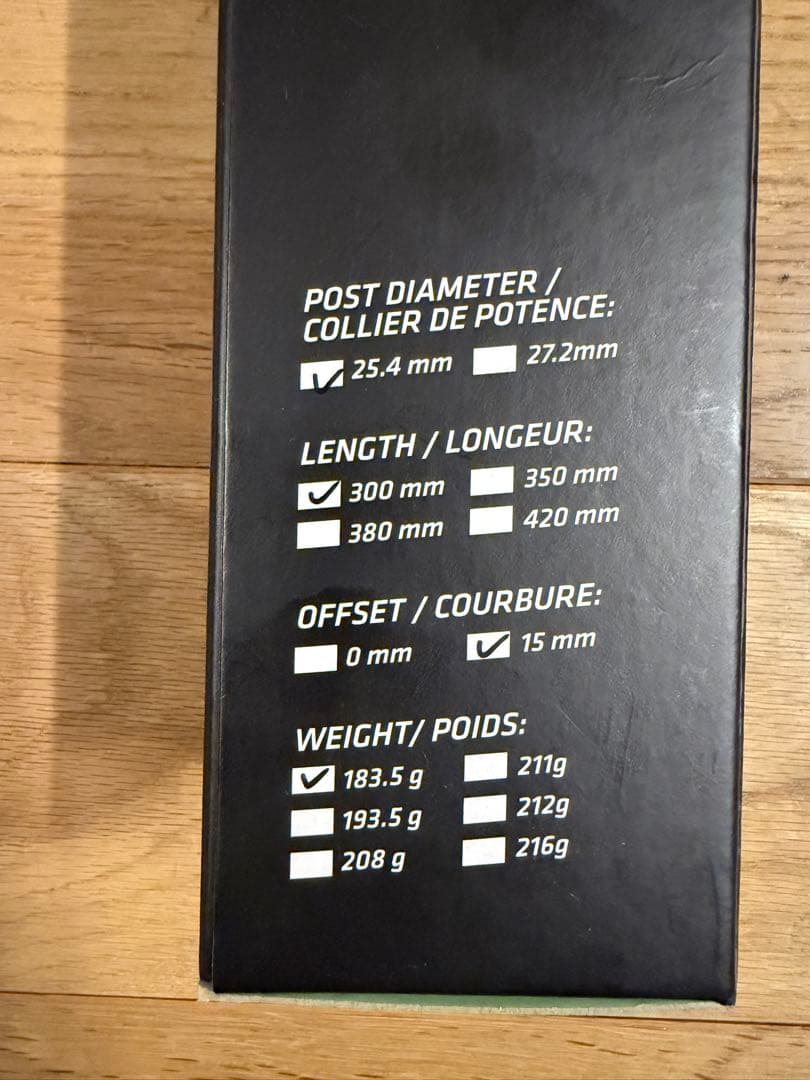 POST DIAMETER /
COLLIER DE POTENCE:
25.4 mm 27.2mm
LENGTH / LONGEUR:
300 mm 350 mm
380 mm 420 mm
OFFSET / COURBURE:
0 mm 15 mm
WEIGHT/ POIDS:
183.5 g 211g
193.5 g 212g
208 g 216g